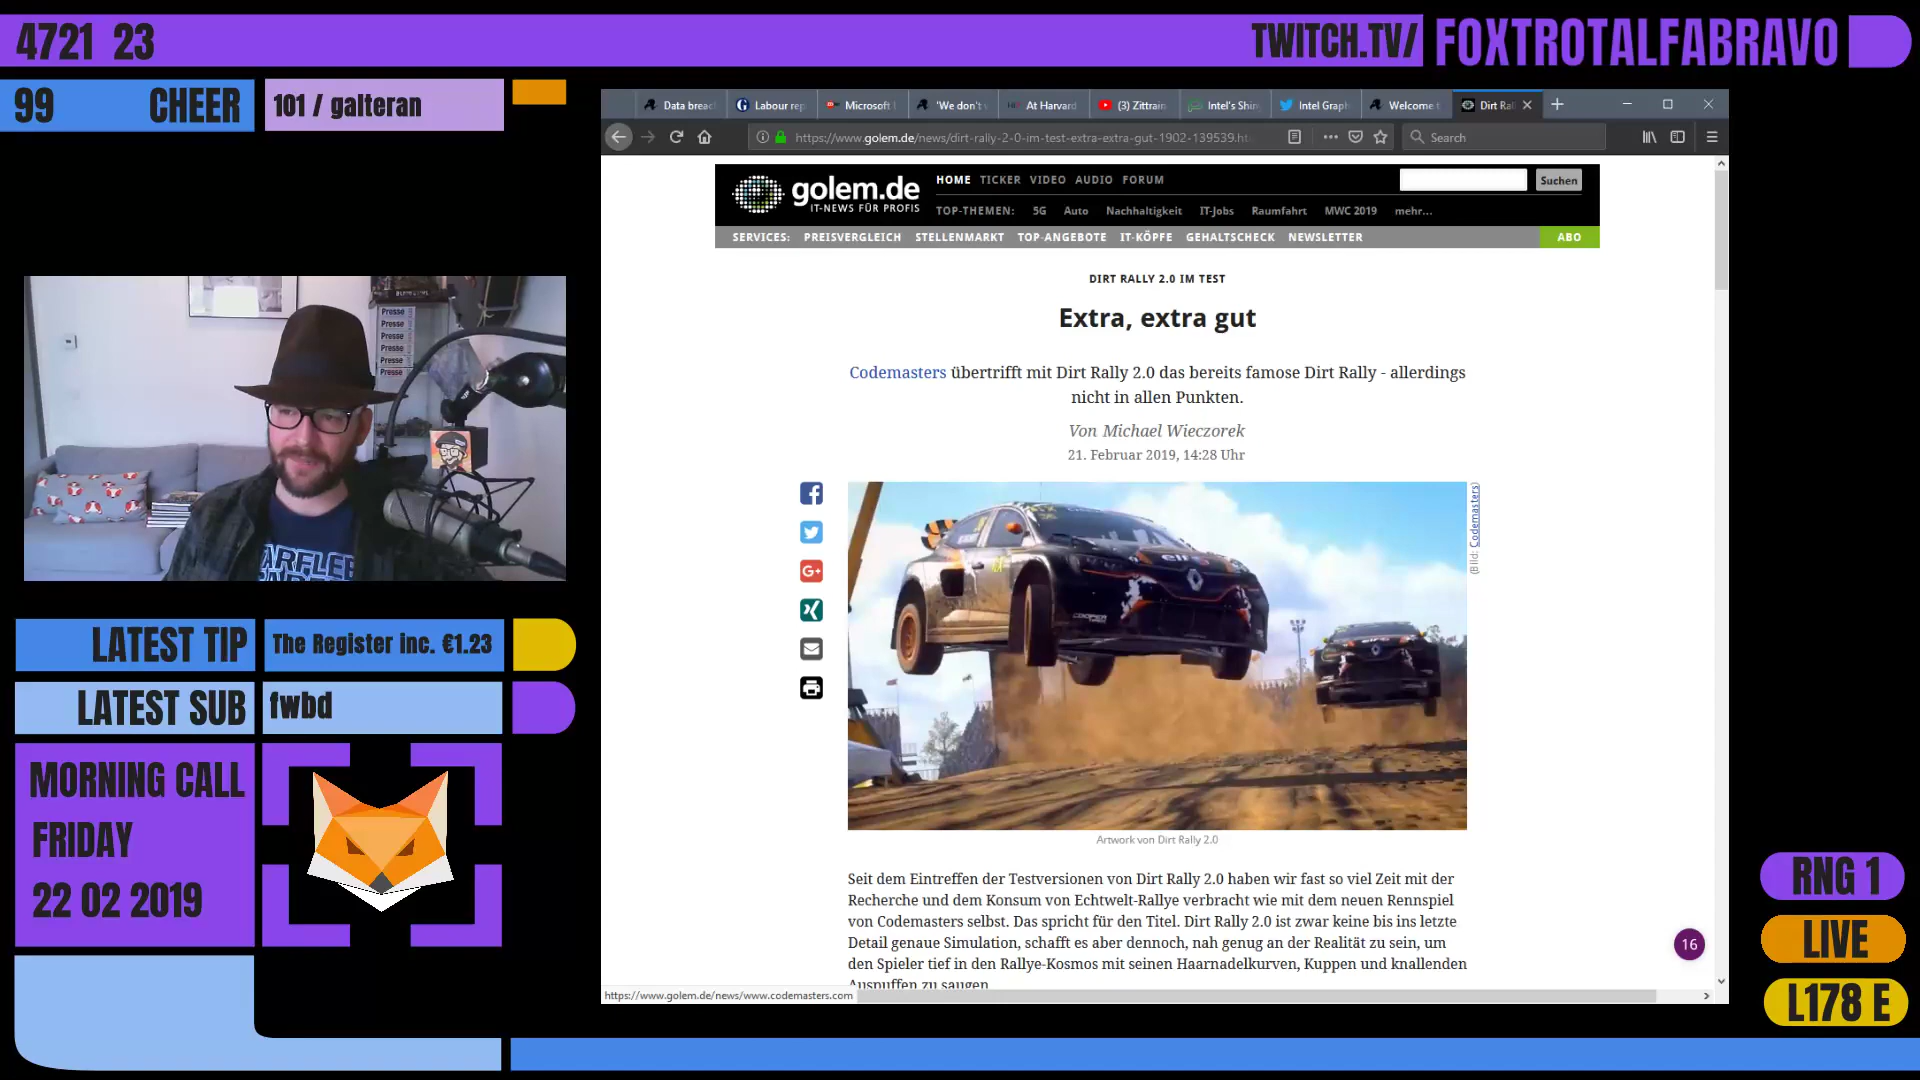 4721 23
TWITCH.TV/ FOXTROTALFABRAVO
99 CHEER
101 / galteran
Data breac
Labour rep
Microsoft
'We don't
At Harvard
(3) Zittrain
Intel's Shin
Intel Graph
Welcome
Dirt Ral
https://www.golem.de/news/dirt-rally-2-0-im-test-extra-extra-gut-1902-139539.ht
Search
golem.de
IT-NEWS FÜR PROFIS
HOME TICKER VIDEO AUDIO FORUM
Suchen
TOP-THEMEN: 5G Auto Nachhaltigkeit IT-Jobs Raumfahrt MWC 2019 mehr...
SERVICES: PREISVERGLEICH STELLENMARKT TOP-ANGEBOTE IT-KÖPFE GEHALTSCHECK NEWSLETTER ABO
DIRT RALLY 2.0 IM TEST
Extra, extra gut
Codemasters übertrifft mit Dirt Rally 2.0 das bereits famose Dirt Rally - allerdings
nicht in allen Punkten.
Von Michael Wieczorek
21. Februar 2019, 14:28 Uhr
(Bild: Codemasters)
elf
COOPER
Artwork von Dirt Rally 2.0
Seit dem Eintreffen der Testversionen von Dirt Rally 2.0 haben wir fast so viel Zeit mit der
Recherche und dem Konsum von Echtwelt-Rallye verbracht wie mit dem neuen Rennspiel
von Codemasters selbst. Das spricht für den Titel. Dirt Rally 2.0 ist zwar keine bis ins letzte
Detail genaue Simulation, schafft es aber dennoch, nah genug an der Realität zu sein, um
den Spieler tief in den Rallye-Kosmos mit seinen Haarnadelkurven, Kuppen und knallenden
Auspuffen zu saugen
16
https://www.golem.de/news/www.codemasters.com
Presse
Presse
Presse
Presse
Presse
Presse
LATEST TIP
The Register inc. €1.23
LATEST SUB
fwbd
MORNING CALL
FRIDAY
22 02 2019
RNG 1
LIVE
L178 E